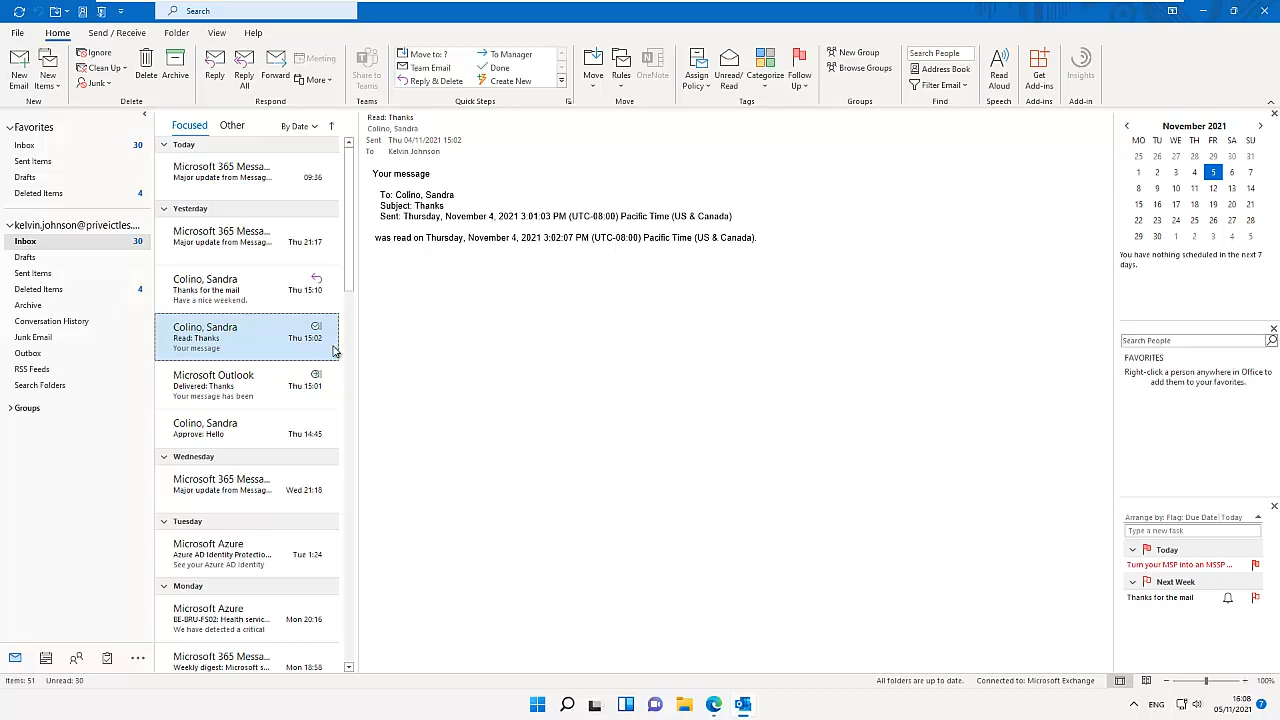 Search
File
Home
Send / Receive
Folder
View
Help
New
Email
New
Items
New
Ignore
Clean Up
Junk
Delete
Archive
Delete
Reply
Reply
All
Forward
Meeting
More
Respond
Share to
Teams
Teams
Move to: ?
Team Email
Reply & Delete
To Manager
Done
Create New
Quick Steps
Move
Rules
OneNote
Move
Assign
Policy
Unread/
Read
Categorize
Follow
Up
Tags
New Group
Browse Groups
Groups
Search People
Address Book
Filter Email
Find
Read
Aloud
Speech
Get
Add-ins
Add-ins
Insights
Add-in
Favorites
Inbox 30
Sent Items
Drafts
Deleted Items 4
kelvin.johnson@priveictles....
Inbox 30
Drafts
Sent Items
Deleted Items 4
Archive
Conversation History
Junk Email
Outbox
RSS Feeds
Search Folders
Groups
Focused Other By Date
Today
Microsoft 365 Messa...
Major update from Messag... 09:36
Yesterday
Microsoft 365 Messa...
Major update from Messag... Thu 21:17
Colino, Sandra
Thanks for the mail Thu 15:10
Have a nice weekend.
Colino, Sandra
Read: Thanks Thu 15:02
Your message
Microsoft Outlook
Delivered: Thanks Thu 15:01
Your message has been
Colino, Sandra
Approve: Hello Thu 14:45
Wednesday
Microsoft 365 Messa...
Major update from Messag... Wed 21:18
Tuesday
Microsoft Azure
Azure AD Identity Protectio... Tue 1:24
See your Azure AD Identity
Monday
Microsoft Azure
BE-BRU-FS02: Health servic... Mon 20:16
We have detected a critical
Microsoft 365 Messa...
Weekly digest: Microsoft s... Mon 18:58
Read: Thanks
Colino, Sandra
Sent Thu 04/11/2021 15:02
To Kelvin Johnson
Your message
To: Colino, Sandra
Subject: Thanks
Sent: Thursday, November 4, 2021 3:01:03 PM (UTC-08:00) Pacific Time (US & Canada)
was read on Thursday, November 4, 2021 3:02:07 PM (UTC-08:00) Pacific Time (US & Canada).
November 2021
MO TU WE TH FR SA SU
25 26 27 28 29 30 31
1 2 3 4 5 6 7
8 9 10 11 12 13 14
15 16 17 18 19 20 21
22 23 24 25 26 27 28
29 30 1 2 3 4 5
You have nothing scheduled in the next 7
days.
Search People
FAVORITES
Right-click a person anywhere in Office to
add them to your favorites.
Arrange by: Flag: Due Date Today
Type a new task
Today
Turn your MSP into an MSSP ...
Next Week
Thanks for the mail
Items: 51 Unread: 30
All folders are up to date. Connected to: Microsoft Exchange 100%
ENG
16:08
05/11/2021
7